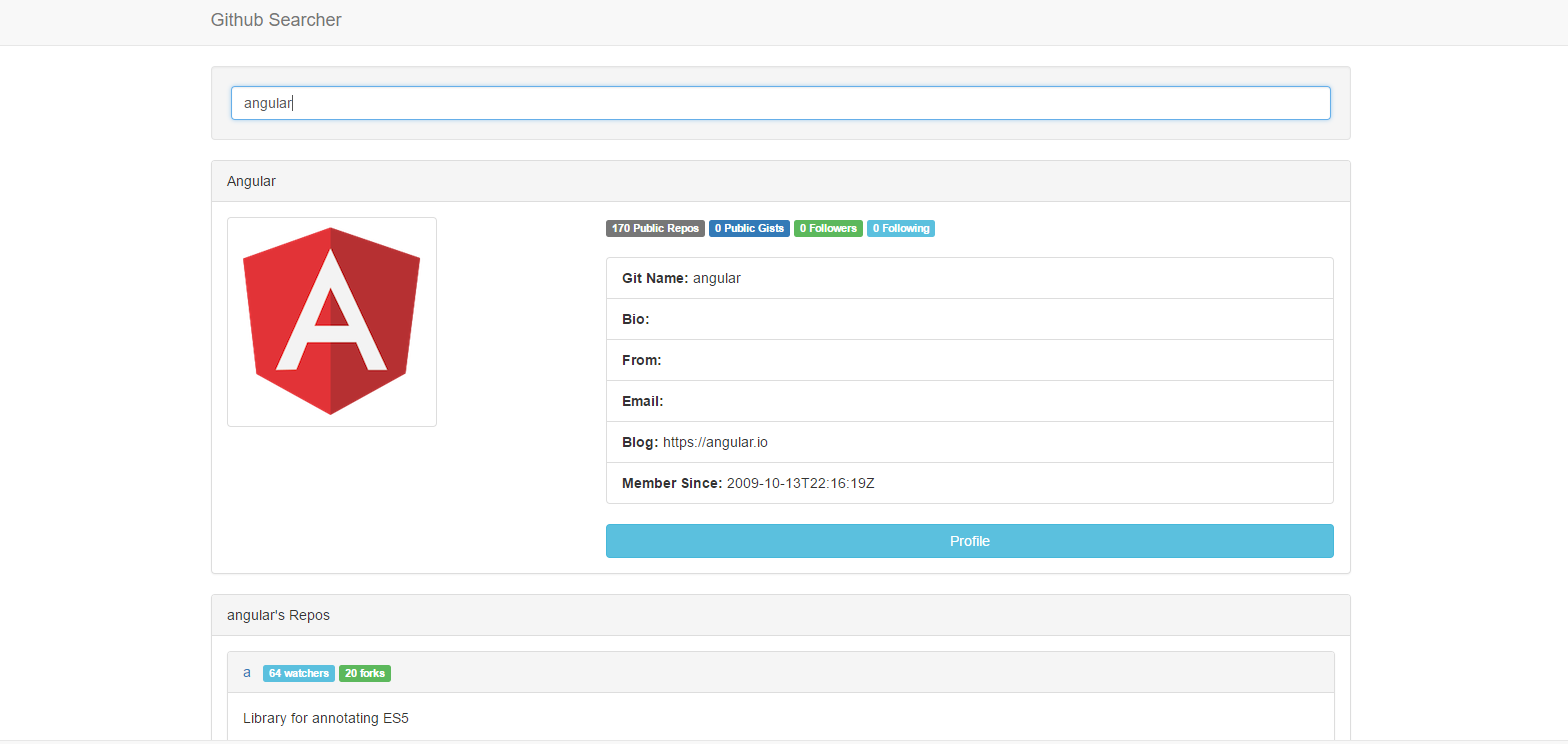 Github Searcher
angular
Angular
170 Public Repos 0 Public Gists 0 Followers 0 Following
Git Name: angular
Bio:
From:
Email:
Blog: https://angular.io
Member Since: 2009-10-13T22:16:19Z
Profile
angular's Repos
a 64 watchers 20 forks
Library for annotating ES5